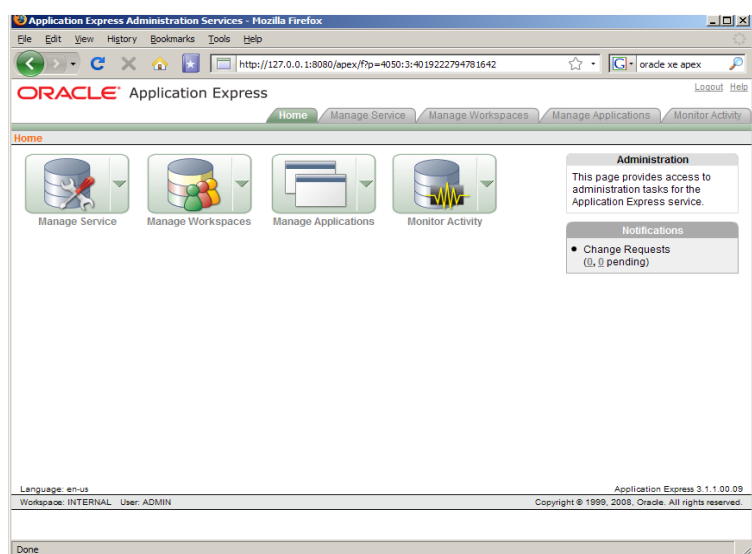 Application Express Administration Services - Mozilla Firefox
File Edit View History Bookmarks Tools Help
http://127.0.0.1:8080/apex/f?p=4050:3:4019222794781642
G oracle xe apex
ORACLE Application Express
Logout Help
Home Manage Service Manage Workspaces Manage Applications Monitor Activity
Home
Manage Service Manage Workspaces Manage Applications Monitor Activity
Administration
This page provides access to
administration tasks for the
Application Express service.
Notifications
Change Requests
(0, 0 pending)
Language: en-us
Application Express 3.1.1.00.09
Workspace: INTERNAL User: ADMIN
Copyright © 1999, 2008, Oracle. All rights reserved.
Done